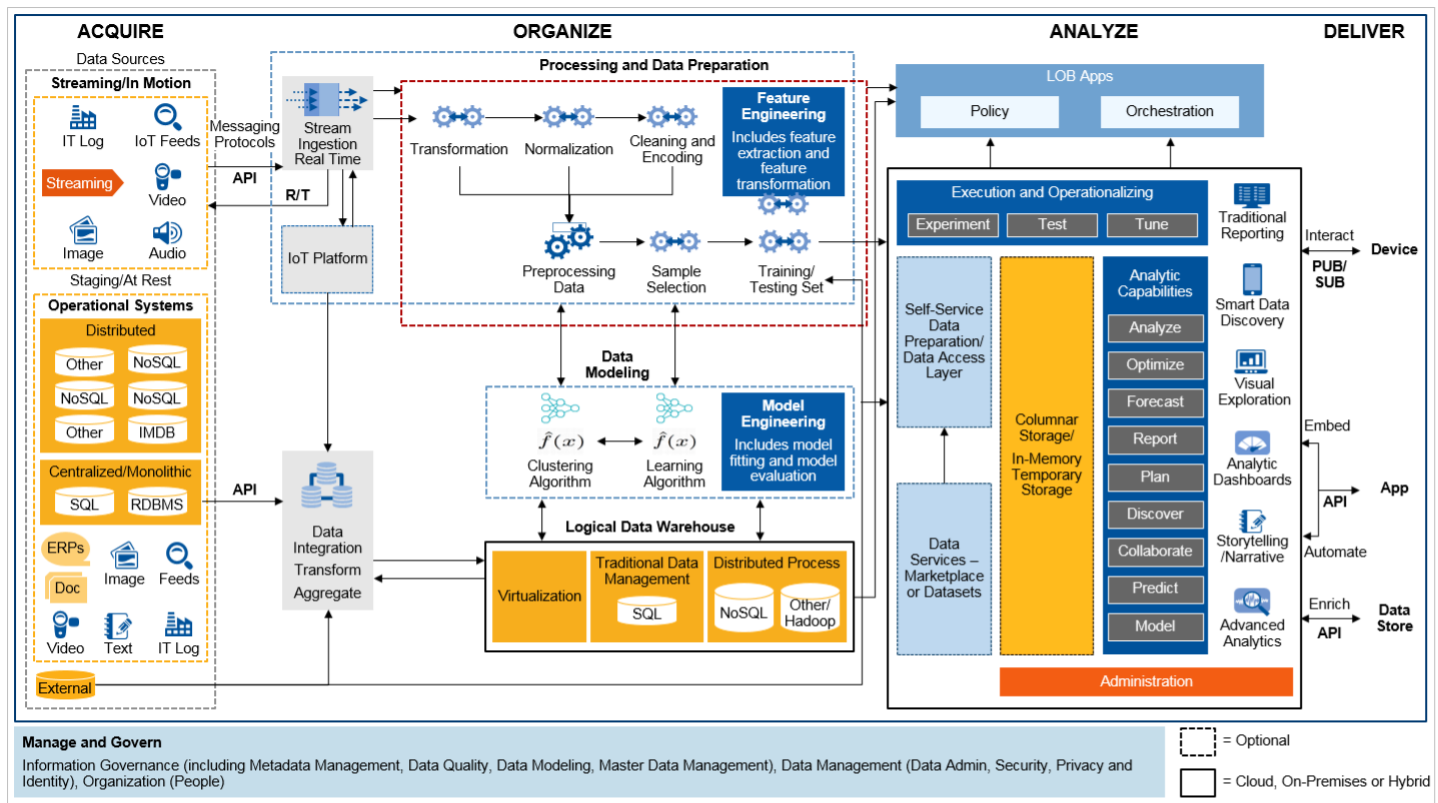 ACQUIRE
ORGANIZE
ANALYZE
DELIVER
Data Sources
Streaming/In Motion
IT Log
IoT Feeds
Streaming
Video
Image
Audio
Staging/At Rest
Operational Systems
Distributed
Other
NoSQL
NoSQL
NoSQL
Other
IMDB
Centralized/Monolithic
SQL
RDBMS
ERPs
Doc
Image
Feeds
Video
Text
IT Log
External
Messaging
Protocols
API
R/T
API
Stream
Ingestion
Real Time
IoT Platform
Data
Integration
Transform
Aggregate
Processing and Data Preparation
Transformation
Normalization
Cleaning and
Encoding
Feature
Engineering
Includes feature
extraction and
feature
transformation
Preprocessing
Data
Sample
Selection
Training/
Testing Set
Data
Modeling
f̂(x)
Clustering
Algorithm
f̂(x)
Learning
Algorithm
Model
Engineering
Includes model
fitting and model
evaluation
Logical Data Warehouse
Virtualization
Traditional Data
Management
SQL
Distributed Process
NoSQL
Other/
Hadoop
LOB Apps
Policy
Orchestration
Execution and Operationalizing
Experiment
Test
Tune
Self-Service
Data
Preparation/
Data Access
Layer
Data
Services –
Marketplace
or Datasets
Columnar
Storage/
In-Memory
Temporary
Storage
Analytic
Capabilities
Analyze
Optimize
Forecast
Report
Plan
Discover
Collaborate
Predict
Model
Traditional
Reporting
Smart Data
Discovery
Visual
Exploration
Analytic
Dashboards
Storytelling
/Narrative
Advanced
Analytics
Administration
Interact
PUB/
SUB
Device
Embed
API
App
Automate
Enrich
API
Data
Store
Manage and Govern
Information Governance (including Metadata Management, Data Quality, Data Modeling, Master Data Management), Data Management (Data Admin, Security, Privacy and
Identity), Organization (People)
= Optional
= Cloud, On-Premises or Hybrid